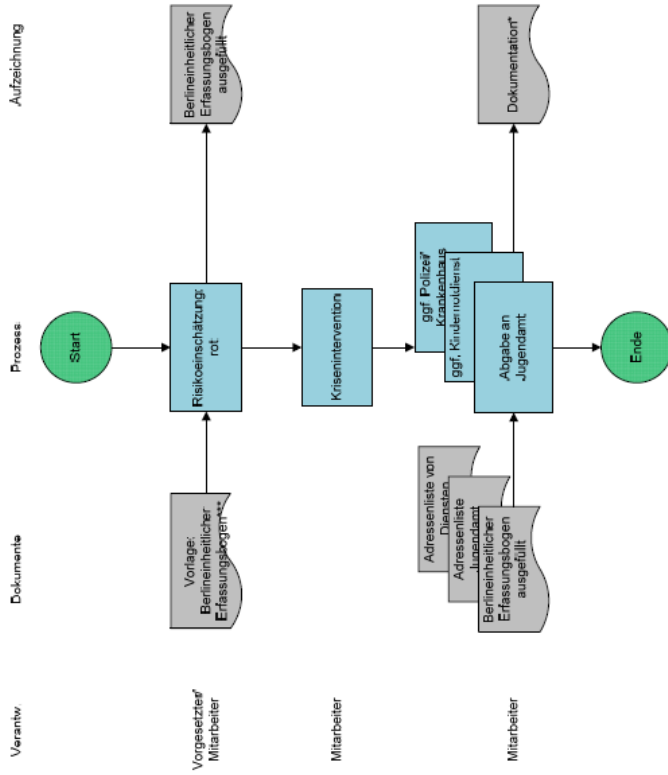 Verantw.
Dokumente
Prozess
Aufzeichnung
Start
Vorgesetzter/
Mitarbeiter
Vorlage:
Berlineinheitlicher
Erfassungsbogen***
Risikoeinschätzung:
rot
Berlineinheitlicher
Erfassungsbogen
ausgefüllt
Mitarbeiter
Krisenintervention
Mitarbeiter
Adressenliste von
Diensten
Adressenliste
Jugendamt
Berlineinheitlicher
Erfassungsbogen
ausgefüllt
ggf Polizei/
Krankenhaus
ggf. Kindernotdienst
Abgabe an
Jugendamt
Dokumentation*
Ende